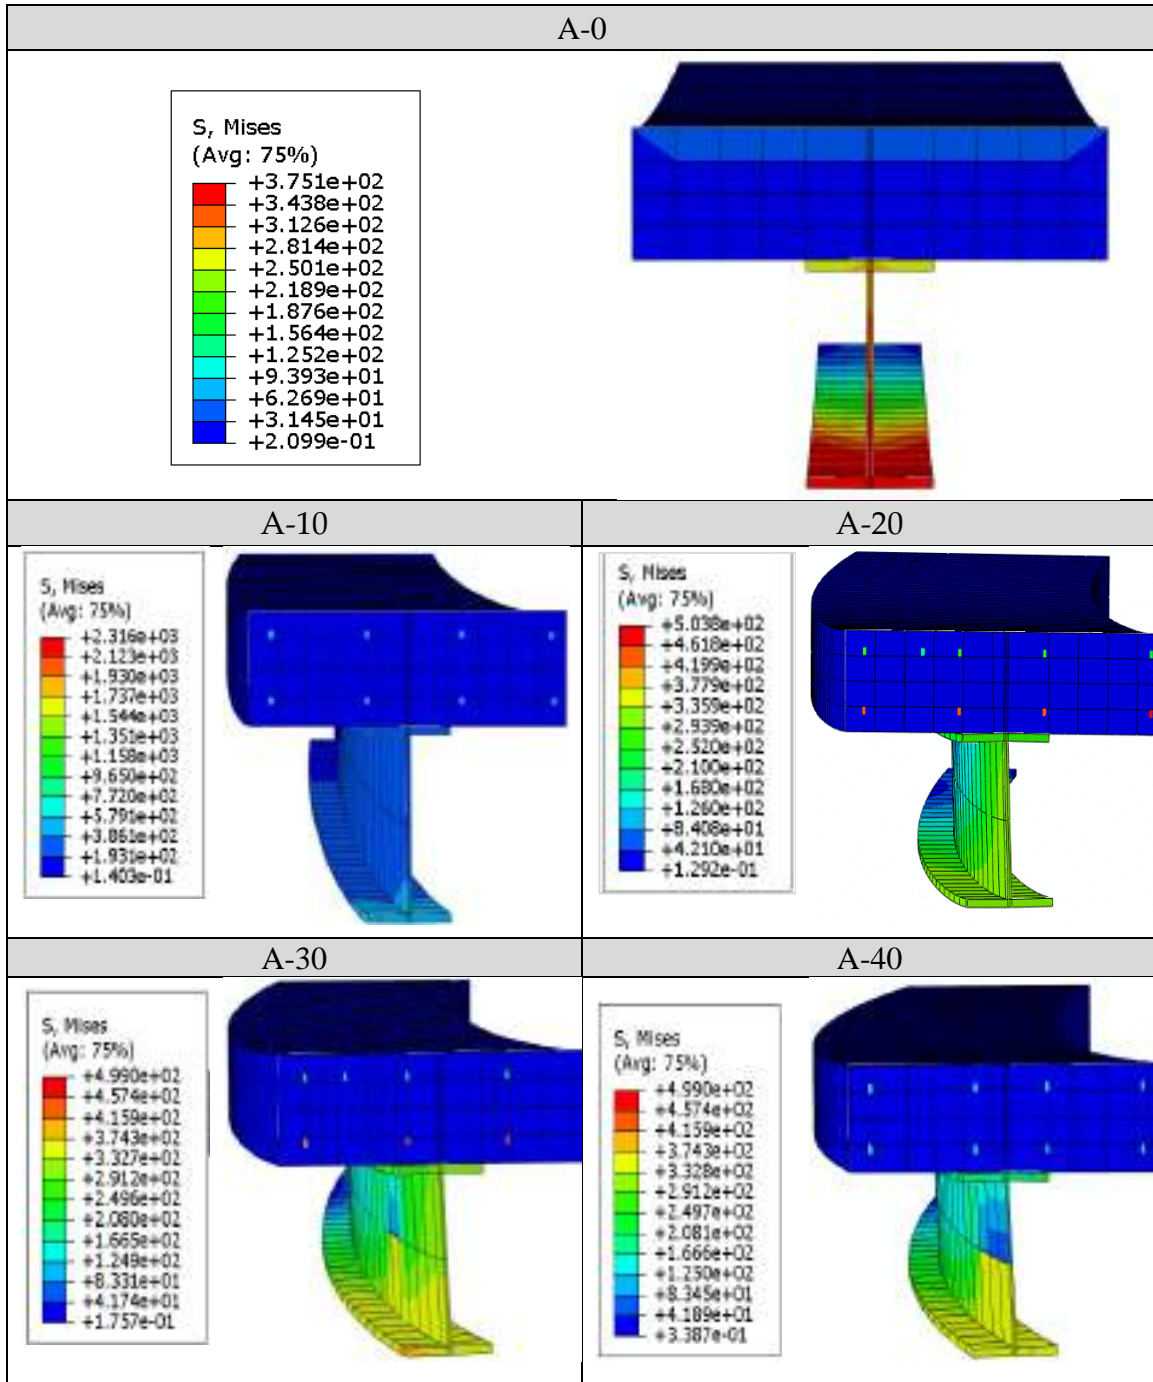 A-0
S, Mises
(Avg: 75%)
+3.751e+02
+3.438e+02
+3.126e+02
+2.814e+02
+2.501e+02
+2.189e+02
+1.876e+02
+1.564e+02
+1.252e+02
+9.393e+01
+6.269e+01
+3.145e+01
+2.099e-01
A-10
A-20
S, Mises
(Avg: 75%)
+2.316e+03
+2.123e+03
+1.930e+03
+1.737e+03
+1.544e+03
+1.351e+03
+1.158e+03
+9.650e+02
+7.720e+02
+5.791e+02
+3.861e+02
+1.931e+02
+1.403e-01
S, Mises
(Avg: 75%)
+5.038e+02
+4.618e+02
+4.199e+02
+3.779e+02
+3.359e+02
+2.939e+02
+2.520e+02
+2.100e+02
+1.680e+02
+1.260e+02
+8.408e+01
+4.210e+01
+1.292e-01
A-30
A-40
S, Mises
(Avg: 75%)
+4.990e+02
+4.574e+02
+4.159e+02
+3.743e+02
+3.327e+02
+2.912e+02
+2.496e+02
+2.080e+02
+1.665e+02
+1.249e+02
+8.331e+01
+4.174e+01
+1.757e-01
S, Mises
(Avg: 75%)
+4.990e+02
+4.574e+02
+4.159e+02
+3.743e+02
+3.328e+02
+2.912e+02
+2.497e+02
+2.081e+02
+1.666e+02
+1.250e+02
+8.345e+01
+4.189e+01
+3.387e-01